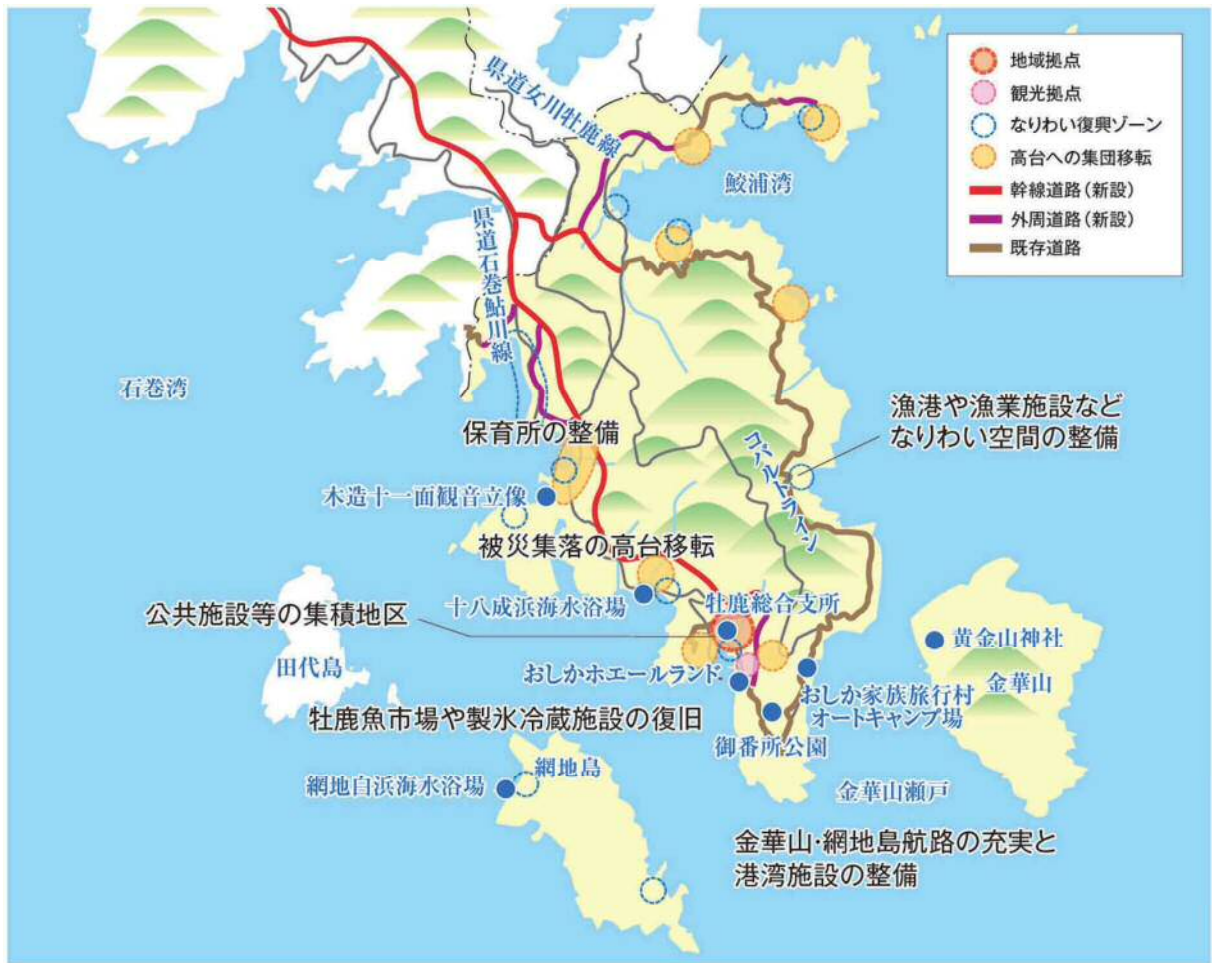 地域拠点
観光拠点
なりわい復興ゾーン
高台への集団移転
幹線道路(新設)
外周道路(新設)
既存道路
県道女川牡鹿線
鮫浦湾
県道石巻鮎川線
石巻湾
漁港や漁業施設など
なりわい空間の整備
保育所の整備
コバルトライン
木造十一面観音立像
被災集落の高台移転
十八成浜海水浴場
牡鹿総合支所
公共施設等の集積地区
黄金山神社
田代島
おしかホエールランド
金華山
おしか家族旅行村
オートキャンプ場
牡鹿魚市場や製氷冷蔵施設の復旧
御番所公園
網地島
網地白浜海水浴場
金華山瀬戸
金華山・網地島航路の充実と
港湾施設の整備